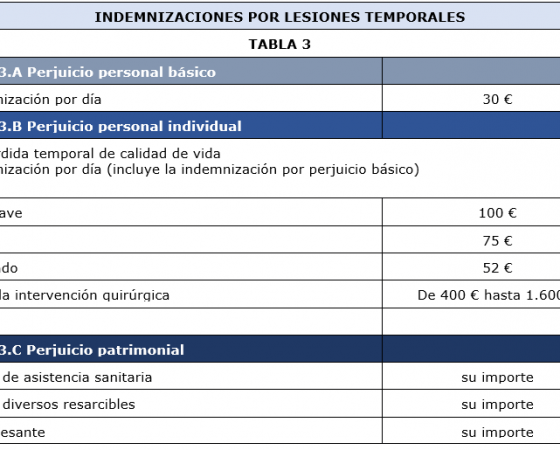 INDEMNIZACIONES POR LESIONES TEMPORALES
TABLA 3
3.A Perjuicio personal básico
nización por día 30 €
3.B Perjuicio personal individual
dida temporal de calidad de vida
nización por día (incluye la indemnización por perjuicio básico)
ave 100 €
75 €
do 52 €
la intervención quirúrgica De 400 € hasta 1.600
3.C Perjuicio patrimonial
de asistencia sanitaria su importe
diversos resarcibles su importe
esante su importe